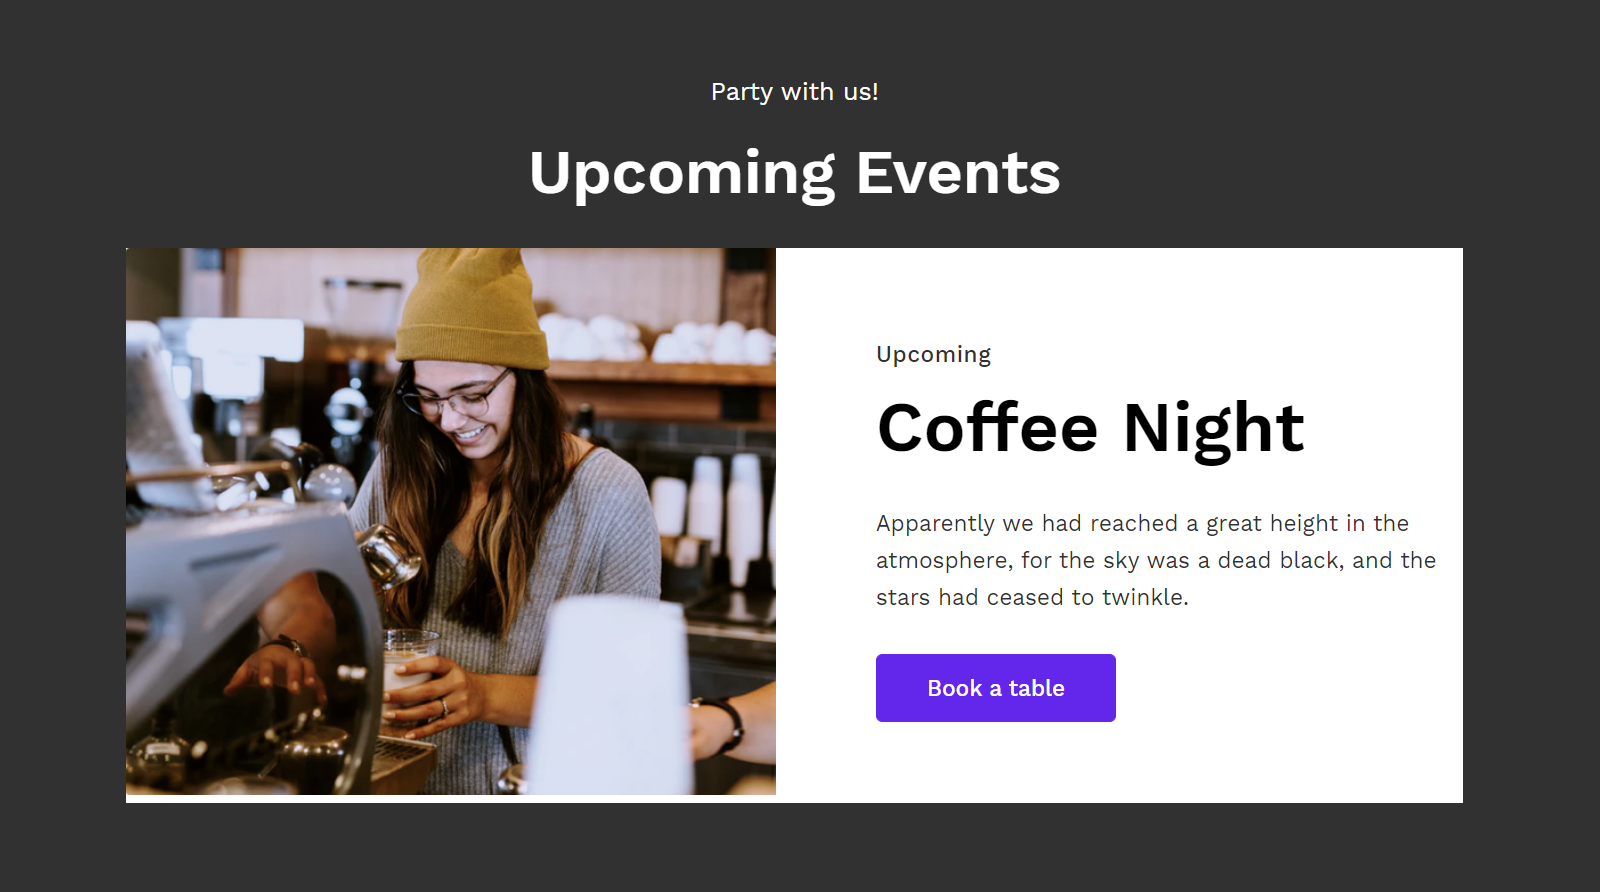 Party with us!
Upcoming Events
Upcoming
Coffee Night
Apparently we had reached a great height in the
atmosphere, for the sky was a dead black, and the
stars had ceased to twinkle.
Book a table